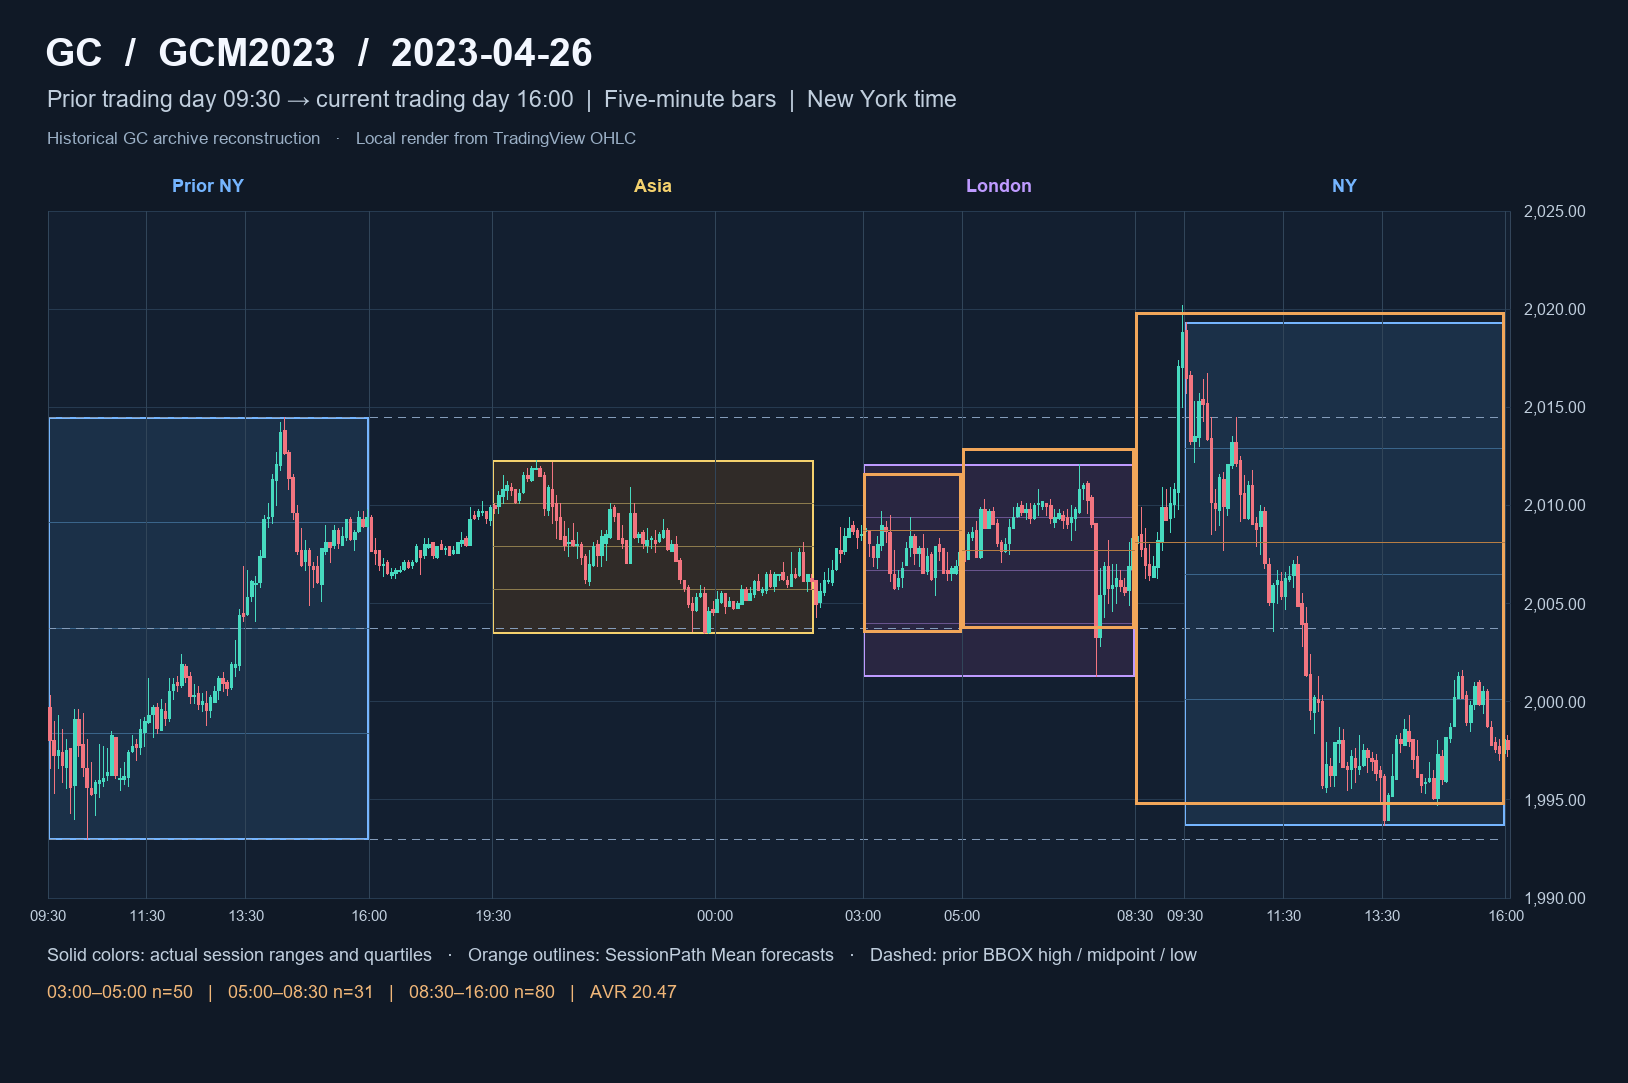 GC / GCM2023 / 2023-04-26
Prior trading day 09:30 → current trading day 16:00 | Five-minute bars | New York time
Historical GC archive reconstruction · Local render from TradingView OHLC
Prior NY Asia London NY
2,025.00
2,020.00
2,015.00
2,010.00
2,005.00
2,000.00
1,995.00
1,990.00
09:30 11:30 13:30 16:00 19:30 00:00 03:00 05:00 08:30 09:30 11:30 13:30 16:00
Solid colors: actual session ranges and quartiles · Orange outlines: SessionPath Mean forecasts · Dashed: prior BBOX high / midpoint / low
03:00–05:00 n=50 | 05:00–08:30 n=31 | 08:30–16:00 n=80 | AVR 20.47